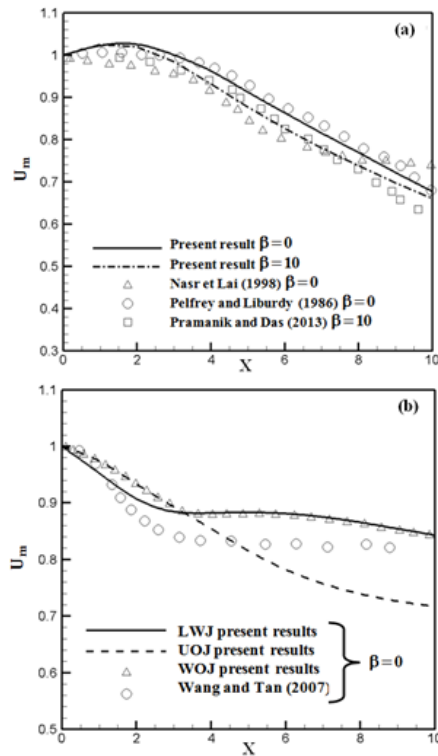 (a)
1.1
1
0.9
0.8
0.7
0.6
0.5
0.4
0.3
Um
Present result β=0
Present result β=10
Nasr et Lai (1998) β=0
Pelfrey and Liburdy (1986) β=0
Pramanik and Das (2013) β=10
0 2 4 6 8 10
X
(b)
1.1
1
0.9
0.8
0.7
0.6
0.5
Um
LWJ present results
UOJ present results
WOJ present results
Wang and Tan (2007)
β=0
0 2 4 6 8 10
X